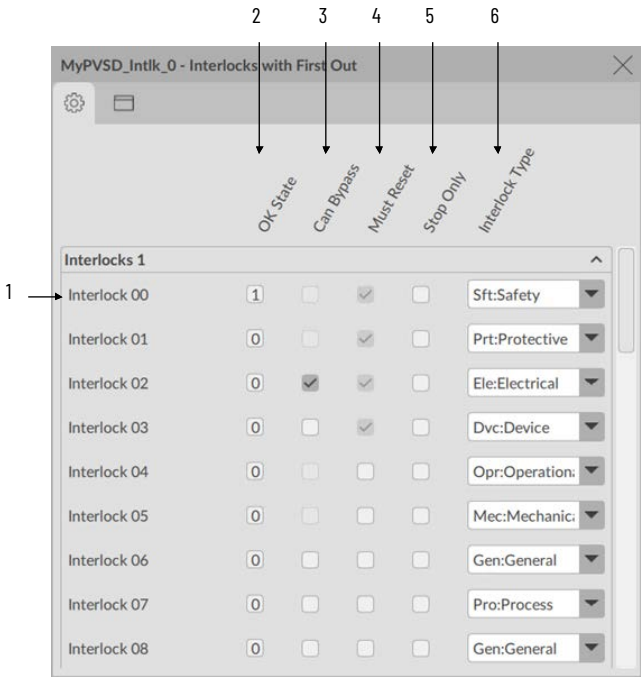 2 3 4 5 6
MyPVSD_Intlk_0 - Interlocks with First Out
OK State
Can Bypass
Must Reset
Stop Only
Interlock Type
Interlocks 1
1 Interlock 00 1 Sft:Safety
Interlock 01 0 Prt:Protective
Interlock 02 0 Ele:Electrical
Interlock 03 0 Dvc:Device
Interlock 04 0 Opr:Operation
Interlock 05 0 Mec:Mechanic
Interlock 06 0 Gen:General
Interlock 07 0 Pro:Process
Interlock 08 0 Gen:General